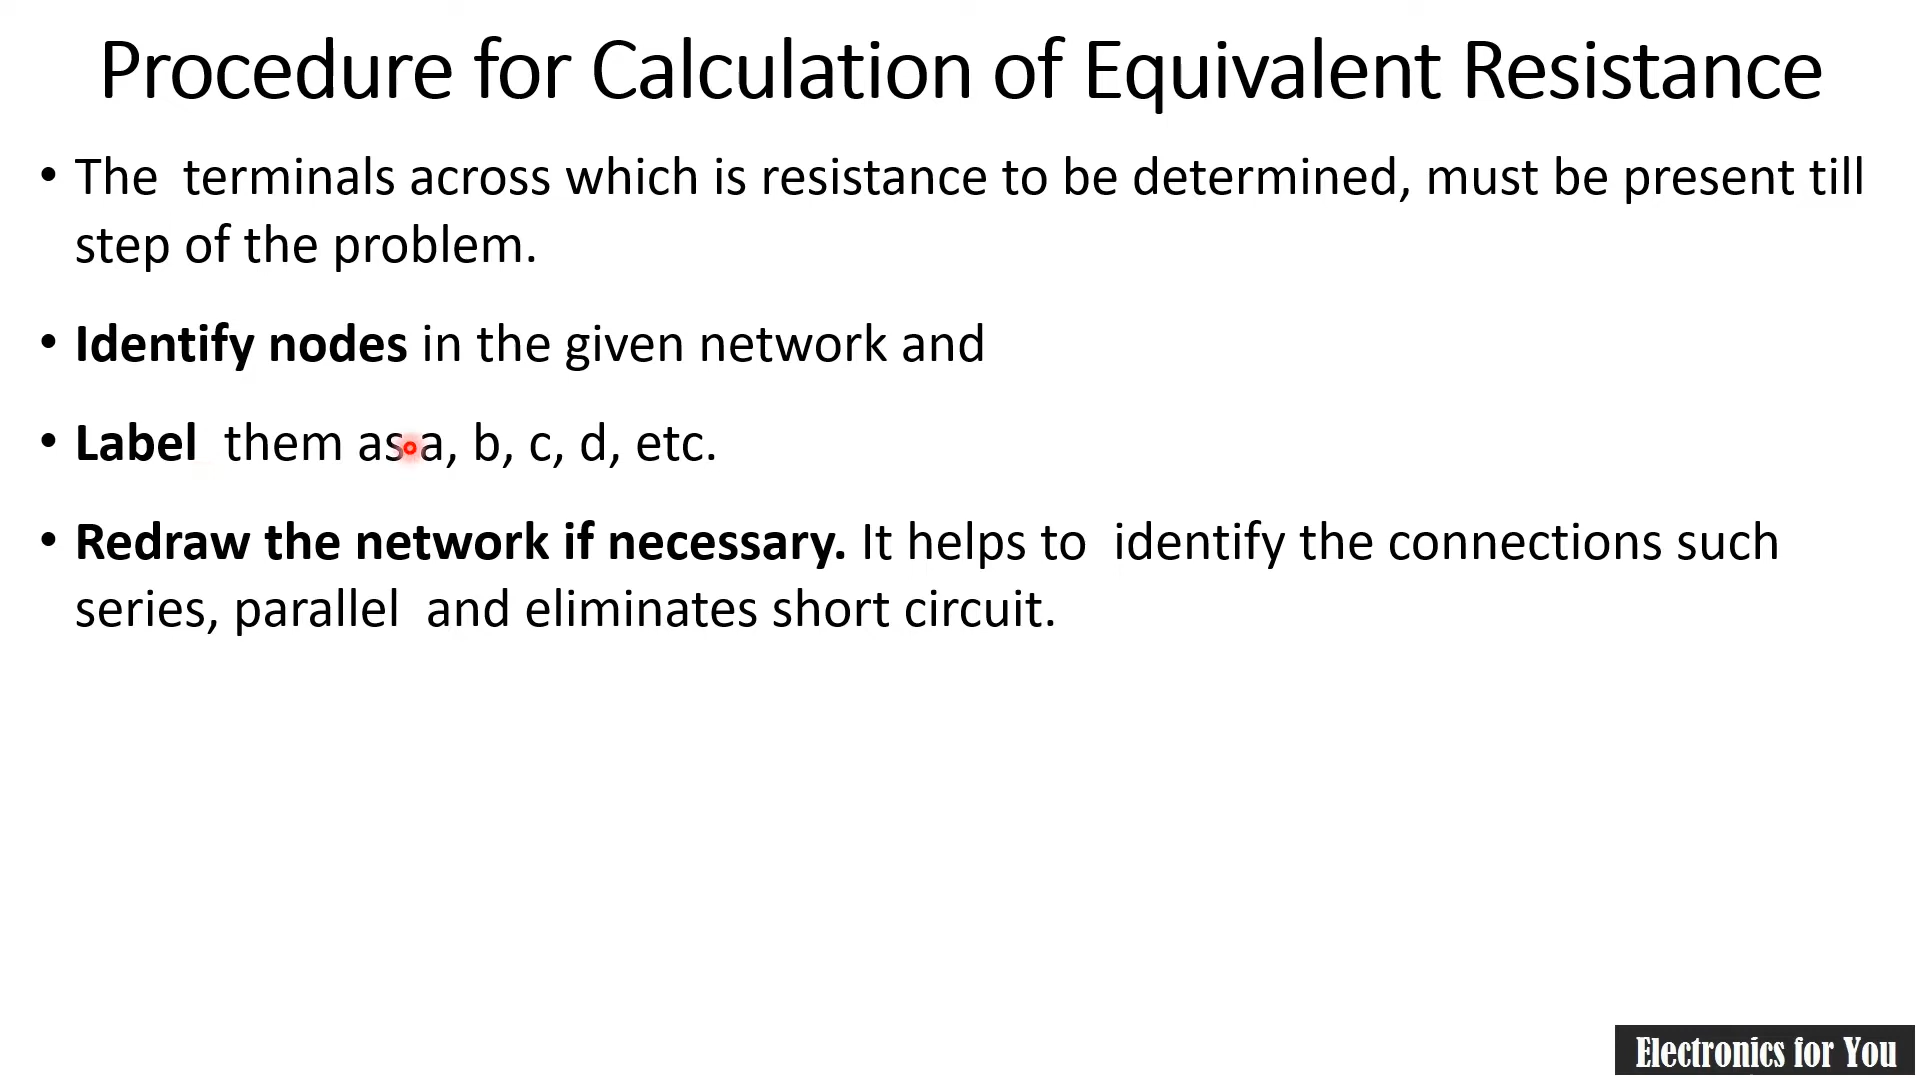 Procedure for Calculation of Equivalent Resistance
• The terminals across which is resistance to be determined, must be present till
step of the problem.
• Identify nodes in the given network and
• Label them as a, b, c, d, etc.
• Redraw the network if necessary. It helps to identify the connections such
series, parallel and eliminates short circuit.
Electronics for You